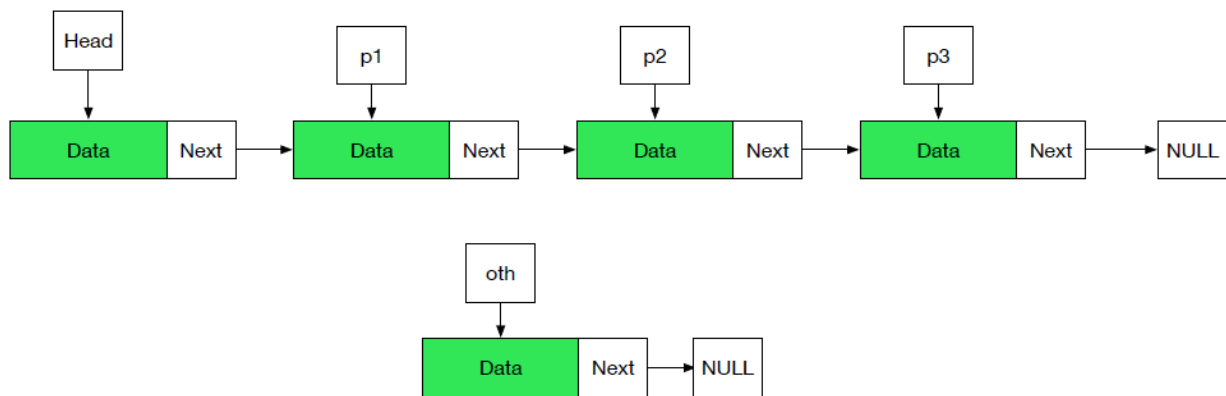 Head
p1
p2
p3
Data Next
Data Next
Data Next
Data Next
NULL
oth
Data Next
NULL